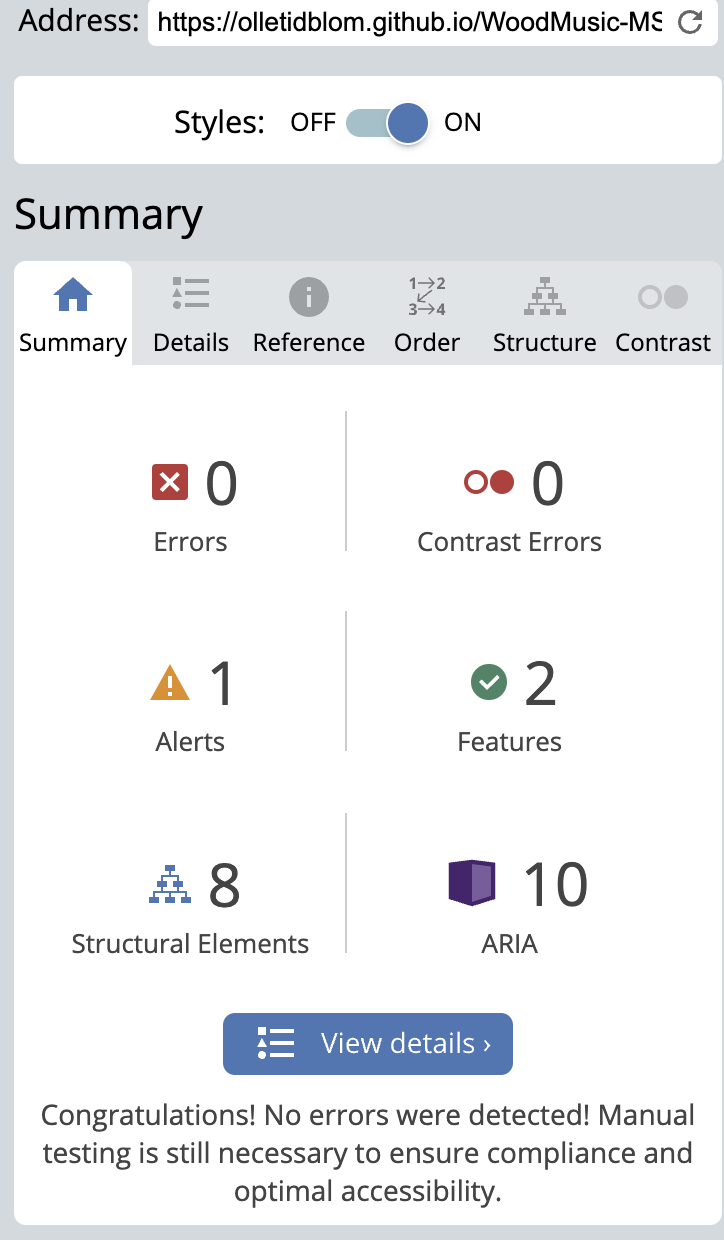 Address: https://olletidblom.github.io/WoodMusic-MS
Styles: OFF ON
Summary
1 2
3 4
Summary Details Reference Order Structure Contrast
0 0
Errors Contrast Errors
1 2
Alerts Features
8 10
Structural Elements ARIA
View details ›
Congratulations! No errors were detected! Manual
testing is still necessary to ensure compliance and
optimal accessibility.